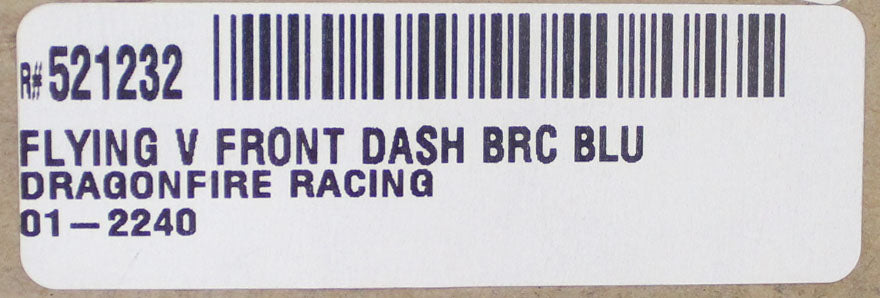 R# 521232
FLYING V FRONT DASH BRC BLU
DRAGONFIRE RACING
01-2240